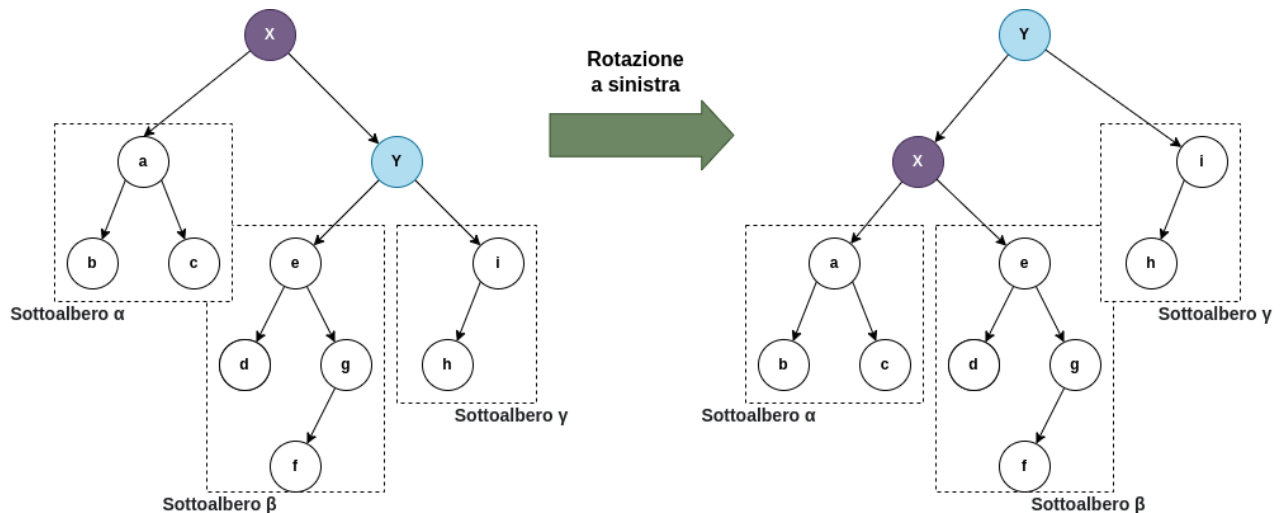 X
Y
Rotazione
a sinistra
a
Y
X
i
b
c
e
i
a
e
h
Sottoalbero α
Sottoalbero γ
d
g
h
b
c
d
g
Sottoalbero γ
Sottoalbero α
f
f
Sottoalbero β
Sottoalbero β